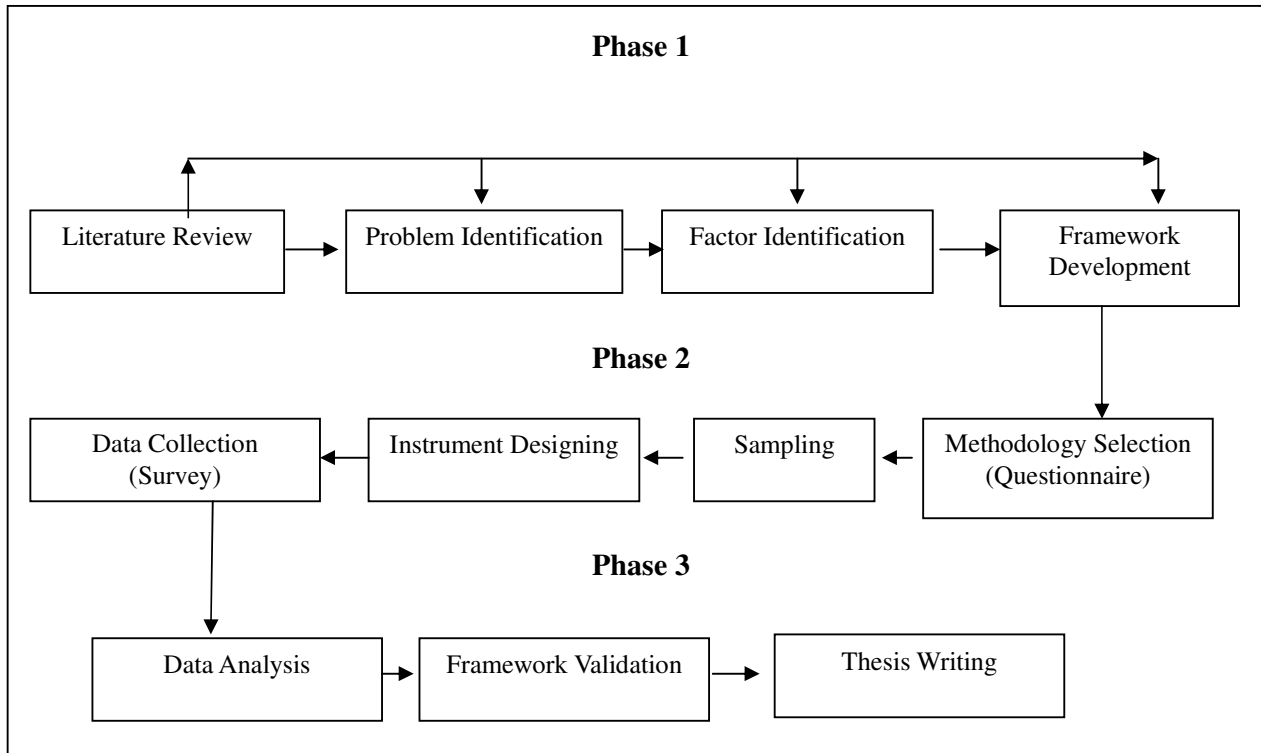 Phase 1
Literature Review
Problem Identification
Factor Identification
Framework
Development
Phase 2
Data Collection
(Survey)
Instrument Designing
Sampling
Methodology Selection
(Questionnaire)
Phase 3
Data Analysis
Framework Validation
Thesis Writing